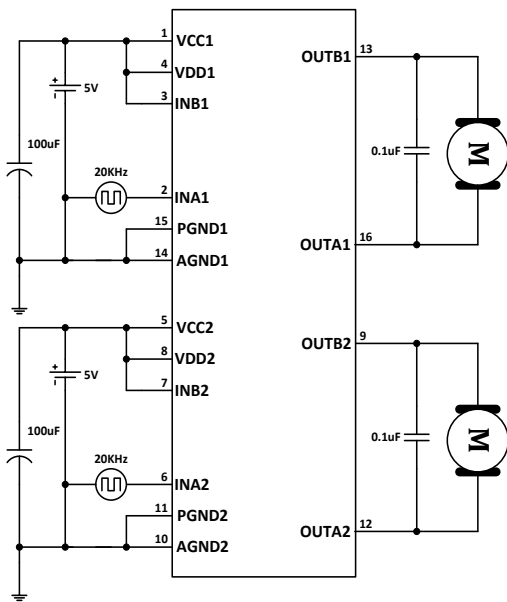 1 VCC1
4 VDD1
3 INB1
+
-
5V
100uF
20KHz
2 INA1
15 PGND1
14 AGND1
OUTB1 13
0.1uF
M
OUTA1 16
5 VCC2
8 VDD2
7 INB2
+
-
5V
100uF
20KHz
6 INA2
11 PGND2
10 AGND2
OUTB2 9
0.1uF
M
OUTA2 12